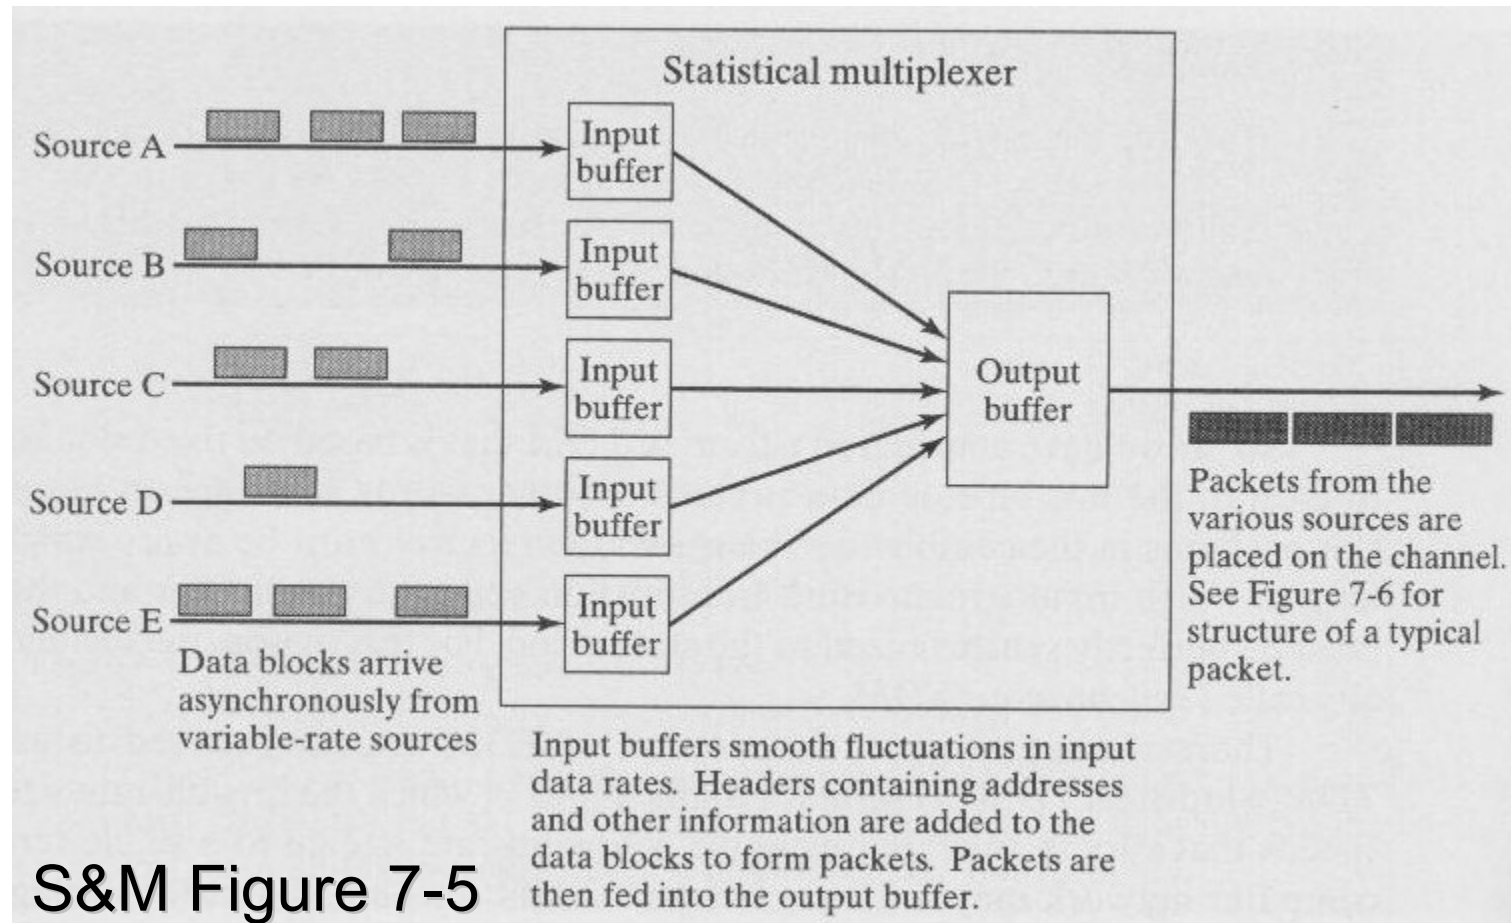 Statistical multiplexer
Source A
Input
buffer
Source B
Input
buffer
Source C
Input
buffer
Source D
Input
buffer
Source E
Input
buffer
Output
buffer
Data blocks arrive
asynchronously from
variable-rate sources
Input buffers smooth fluctuations in input
data rates. Headers containing addresses
and other information are added to the
data blocks to form packets. Packets are
then fed into the output buffer.
Packets from the
various sources are
placed on the channel.
See Figure 7-6 for
structure of a typical
packet.
S&M Figure 7-5